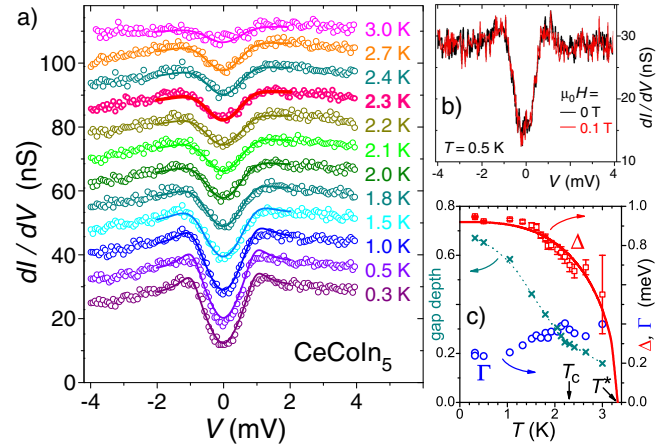 a)
dI / dV (nS)
100
80
60
40
20
0
3.0 K
2.7 K
2.4 K
2.3 K
2.2 K
2.1 K
2.0 K
1.8 K
1.5 K
1.0 K
0.5 K
0.3 K
CeCoIn5
-4 -2 0 2 4
V (mV)
b)
T = 0.5 K
μ0H =
0 T
0.1 T
30
20
10
dI / dV (nS)
-4 -2 0 2 4
V (mV)
c)
gap depth
0.8
0.6
0.4
0.2
0.0
Δ
Γ
Tc
T*
1.0
0.8
0.6
0.4
0.2
0.0
Δ, Γ (meV)
0 1 2 3
T (K)